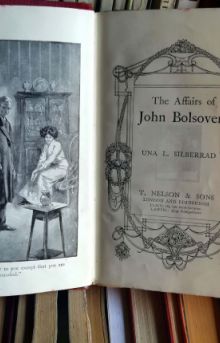 " to you except that you are
The Affairs of
John Bolsover
UNA L. SILBERRAD
T. NELSON & SONS
LONDON AND EDINBURGH